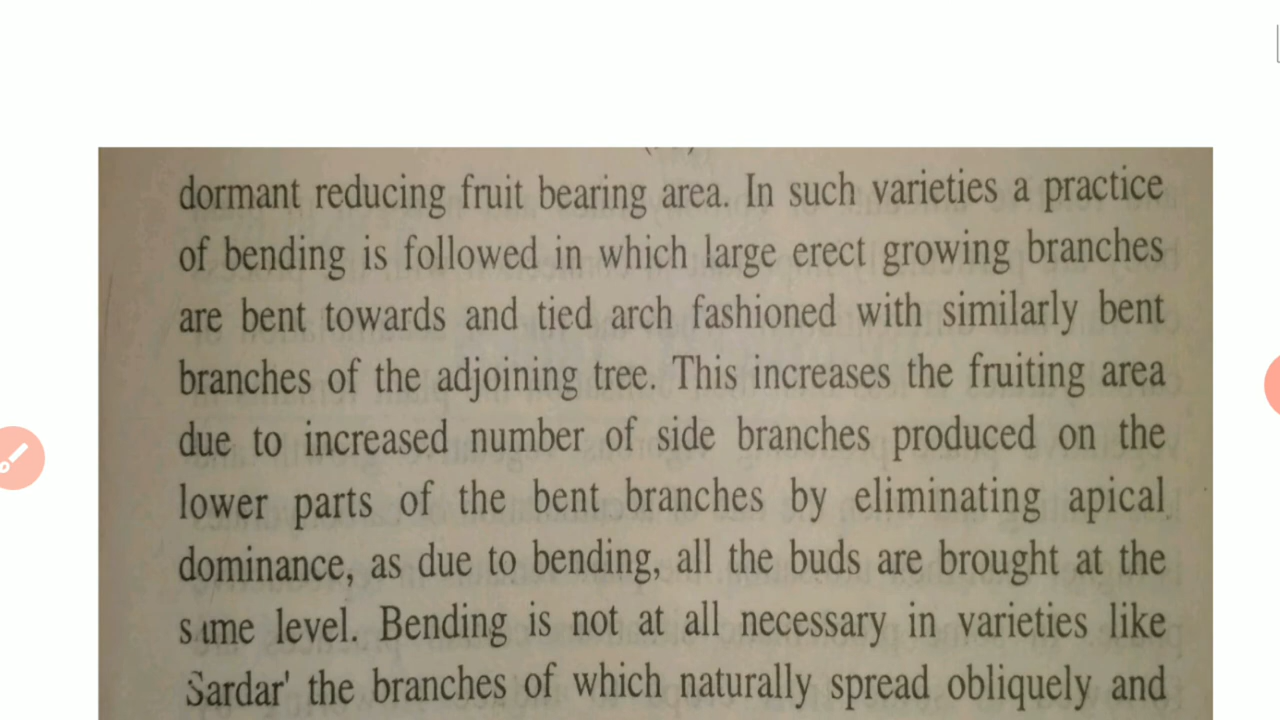 dormant reducing fruit bearing area. In such varieties a practice
of bending is followed in which large erect growing branches
are bent towards and tied arch fashioned with similarly bent
branches of the adjoining tree. This increases the fruiting area
due to increased number of side branches produced on the
lower parts of the bent branches by eliminating apical
dominance, as due to bending, all the buds are brought at the
same level. Bending is not at all necessary in varieties like
Sardar' the branches of which naturally spread obliquely and